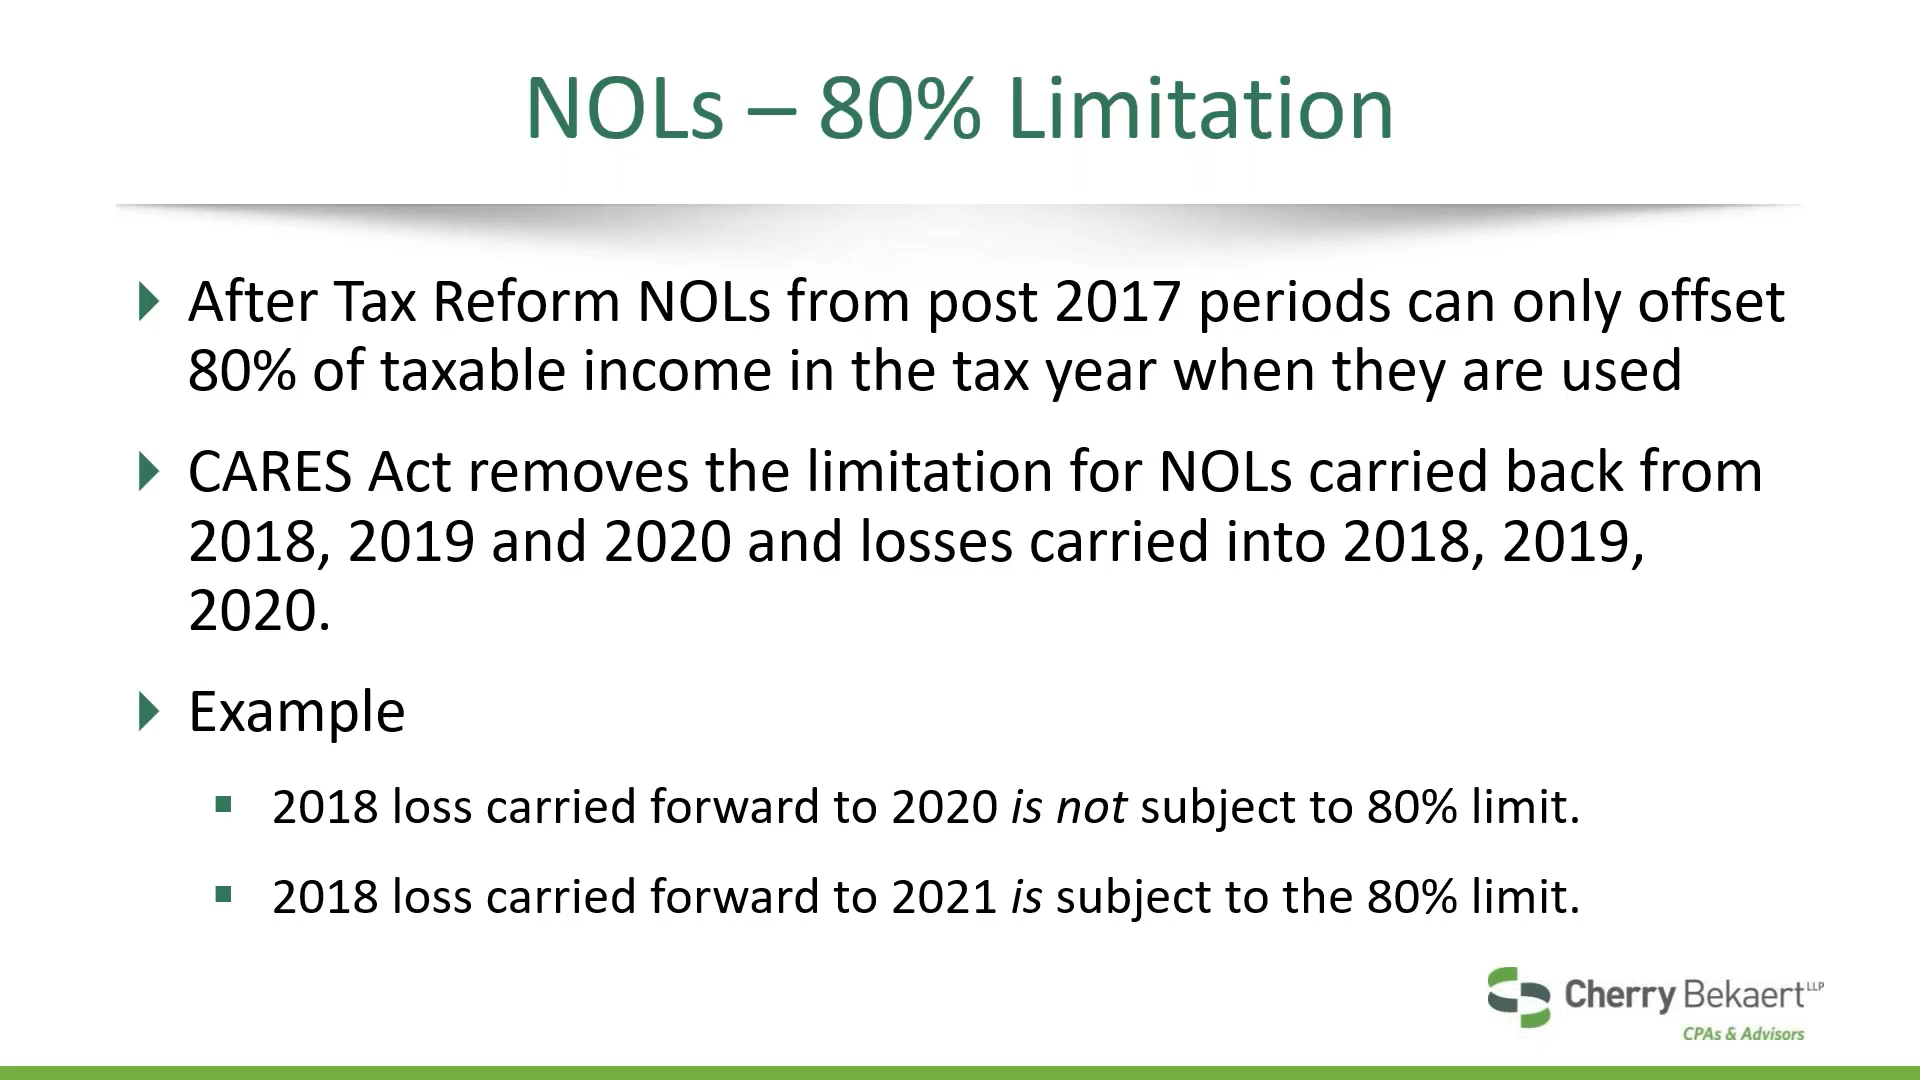 NOLs – 80% Limitation
After Tax Reform NOLs from post 2017 periods can only offset
80% of taxable income in the tax year when they are used
CARES Act removes the limitation for NOLs carried back from
2018, 2019 and 2020 and losses carried into 2018, 2019,
2020.
Example
2018 loss carried forward to 2020 is not subject to 80% limit.
2018 loss carried forward to 2021 is subject to the 80% limit.
Cherry Bekaert LLP
CPAs & Advisors